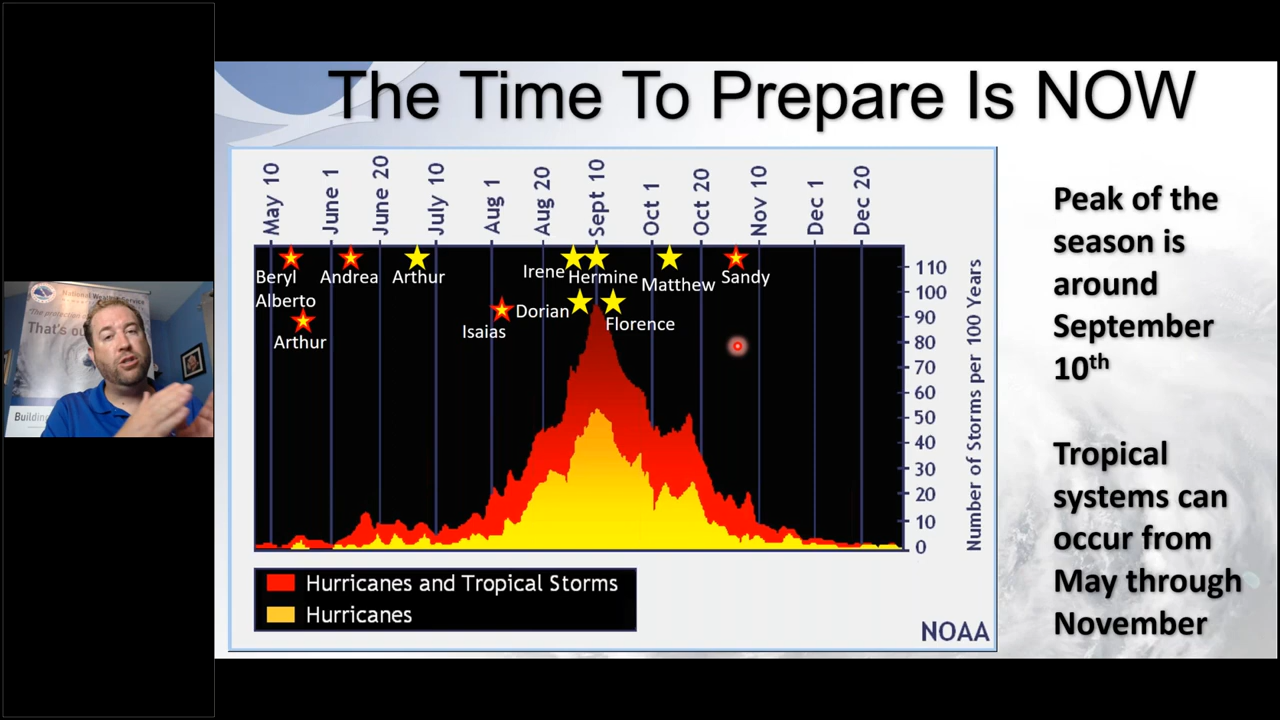 The Time To Prepare Is NOW
May 10
June 1
June 20
July 10
Aug 1
Aug 20
Sept 10
Oct 1
Oct 20
Nov 10
Dec 1
Dec 20
Beryl
Andrea
Arthur
Irene
Hermine
Matthew
Sandy
Alberto
Arthur
Isaias
Dorian
Florence
110
100
90
80
70
60
50
40
30
20
10
0
Number of Storms per 100 Years
Hurricanes and Tropical Storms
Hurricanes
NOAA
Peak of the
season is
around
September
10th
Tropical
systems can
occur from
May through
November
National Weather Service
That's ou
Building